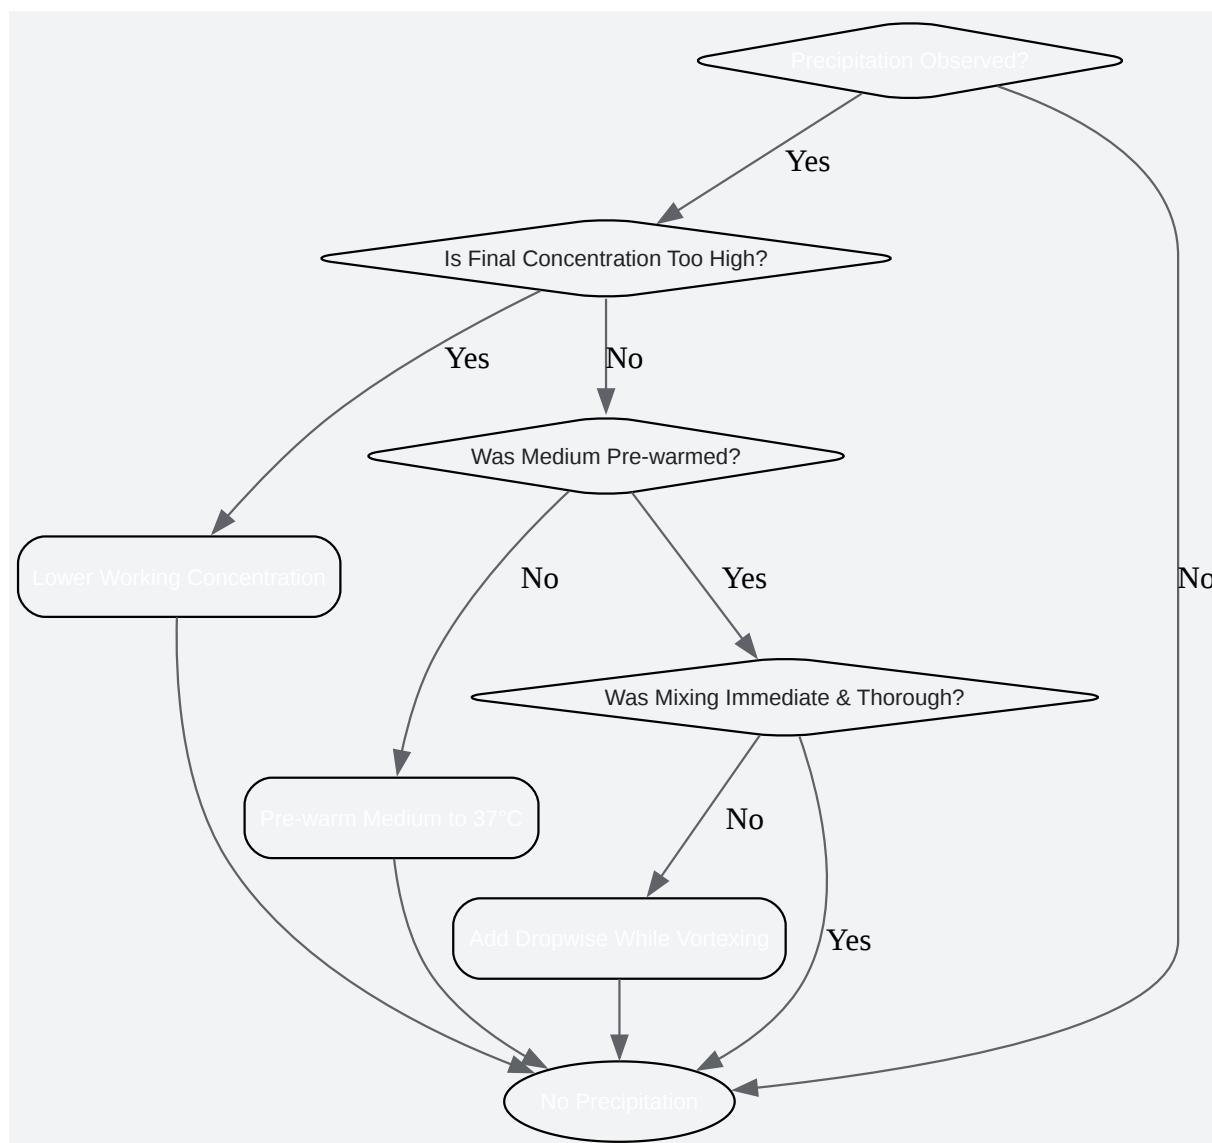 Precipitation Observed?
Yes
Is Final Concentration Too High?
Yes
No
Was Medium Pre-warmed?
Lower Working Concentration
No
Yes
No
Was Mixing Immediate & Thorough?
Pre-warm Medium to 37°C
No
Add Dropwise While Vortexing
Yes
No Precipitation